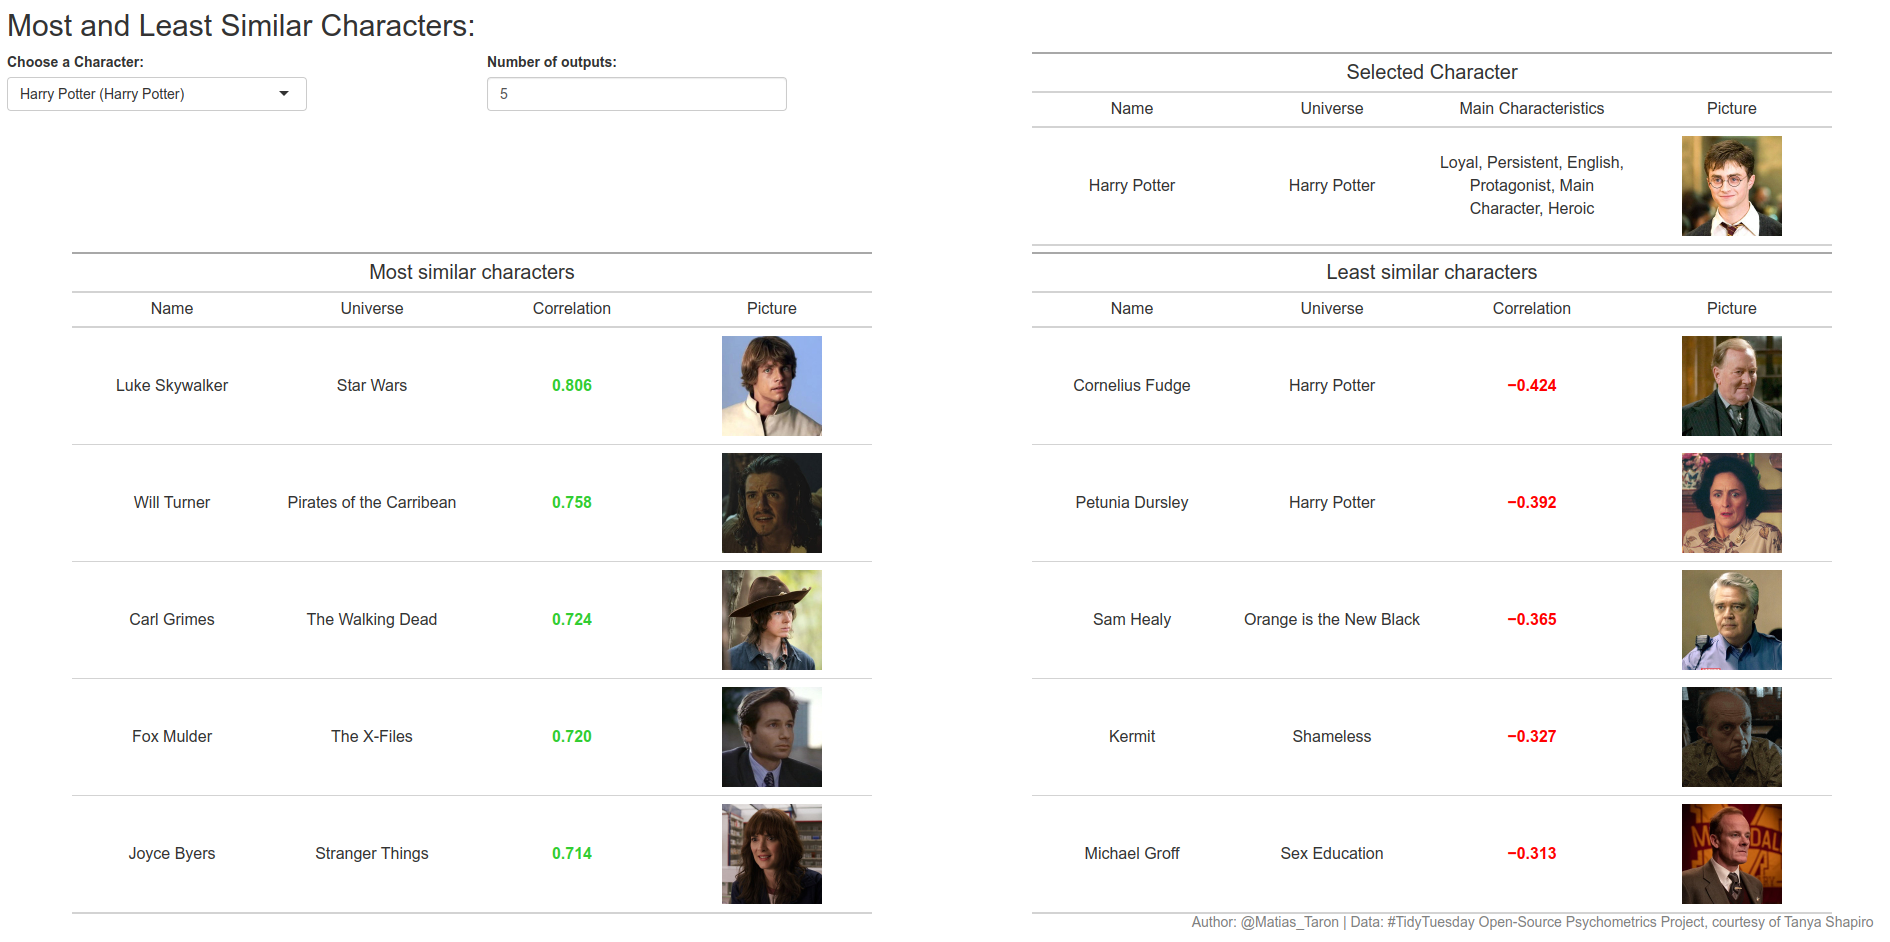 Most and Least Similar Characters:
Choose a Character:
Harry Potter (Harry Potter)
Number of outputs:
5
Selected Character
Name Universe Main Characteristics Picture
Harry Potter Harry Potter Loyal, Persistent, English,
Protagonist, Main
Character, Heroic
Most similar characters
Name Universe Correlation Picture
Luke Skywalker Star Wars 0.806
Will Turner Pirates of the Carribean 0.758
Carl Grimes The Walking Dead 0.724
Fox Mulder The X-Files 0.720
Joyce Byers Stranger Things 0.714
Least similar characters
Name Universe Correlation Picture
Cornelius Fudge Harry Potter −0.424
Petunia Dursley Harry Potter −0.392
Sam Healy Orange is the New Black −0.365
Kermit Shameless −0.327
Michael Groff Sex Education −0.313
Author: @Matias_Taron | Data: #TidyTuesday Open-Source Psychometrics Project, courtesy of Tanya Shapiro